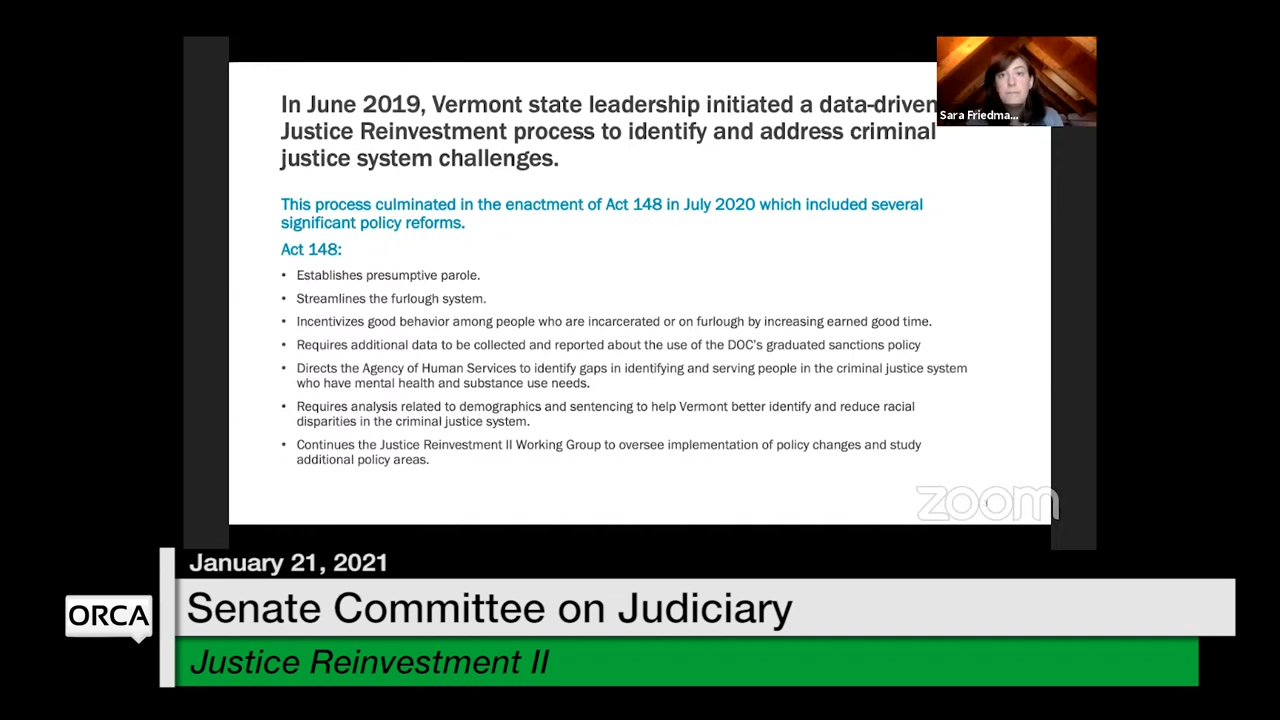 In June 2019, Vermont state leadership initiated a data-driven
Justice Reinvestment process to identify and address criminal
justice system challenges.
Sara Friedma...
This process culminated in the enactment of Act 148 in July 2020 which included several
significant policy reforms.
Act 148:
• Establishes presumptive parole.
• Streamlines the furlough system.
• Incentivizes good behavior among people who are incarcerated or on furlough by increasing earned good time.
• Requires additional data to be collected and reported about the use of the DOC's graduated sanctions policy
• Directs the Agency of Human Services to identify gaps in identifying and serving people in the criminal justice system
who have mental health and substance use needs.
• Requires analysis related to demographics and sentencing to help Vermont better identify and reduce racial
disparities in the criminal justice system.
• Continues the Justice Reinvestment II Working Group to oversee implementation of policy changes and study
additional policy areas.
zoom
January 21, 2021
ORCA
Senate Committee on Judiciary
Justice Reinvestment II